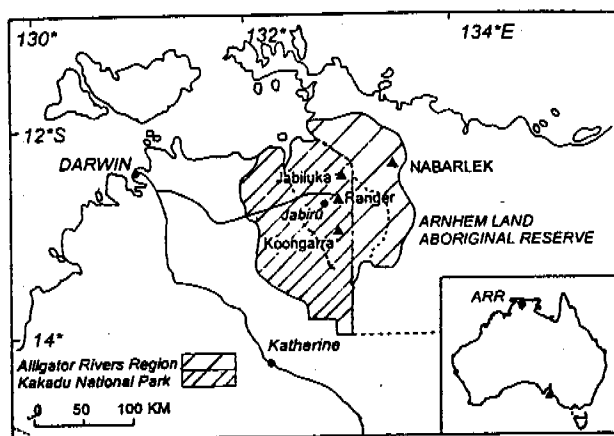 130*
132*
134*E
12*S
DARWIN
Jabiluka
NABARLEK
Rander
Jabiru
Koongarra
ARNHEM LAND
ABORIGINAL RESERVE
ARR
14*
Katherine
Alligator Rivers Region
Kakadu National Park
0 50 100 KM